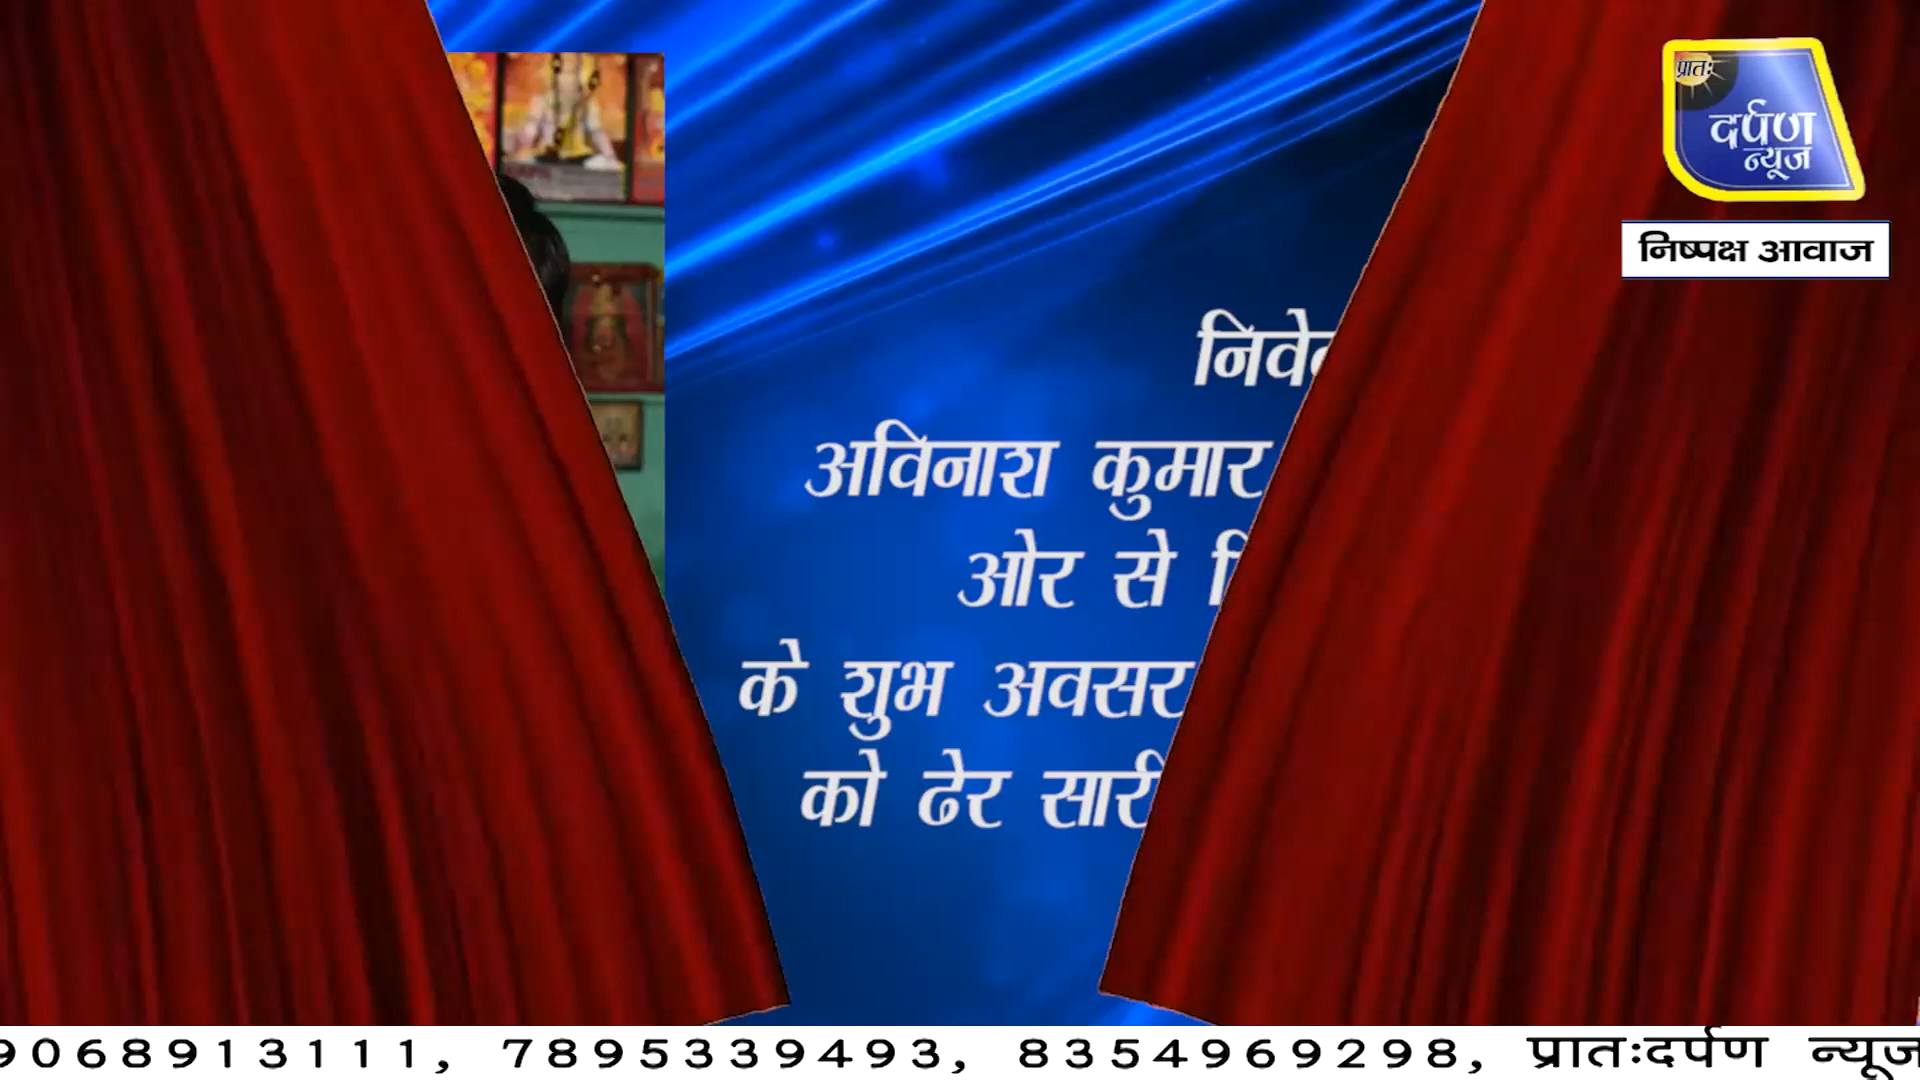 प्रातः
दर्पण
न्यूज
निष्पक्ष आवाज
अविनाश कुमार
ओर से
के शुभ अवसर
को ढेर सारी
9068913111, 7895339493, 8354969298, प्रातःदर्पण न्यूज